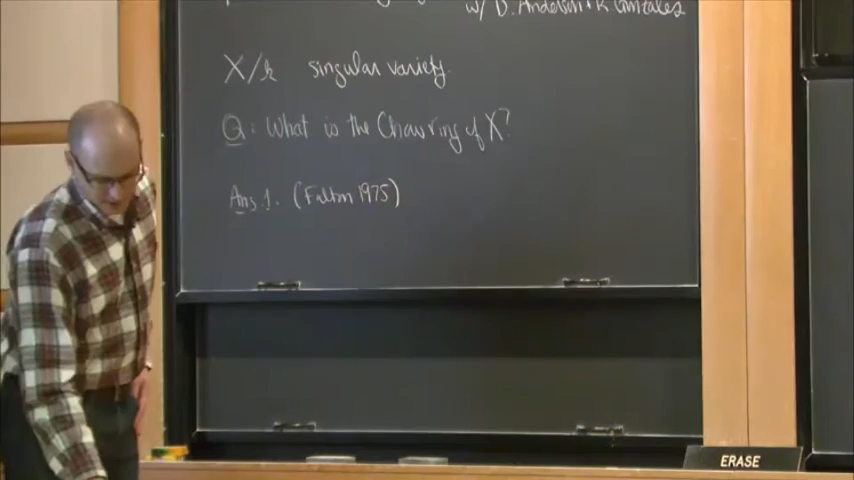 w/ D. Anderson + R Gonzales
X/k singular variety.
Q: What is the Chow ring of X?
Ans 1. (Fulton 1975)
ERASE